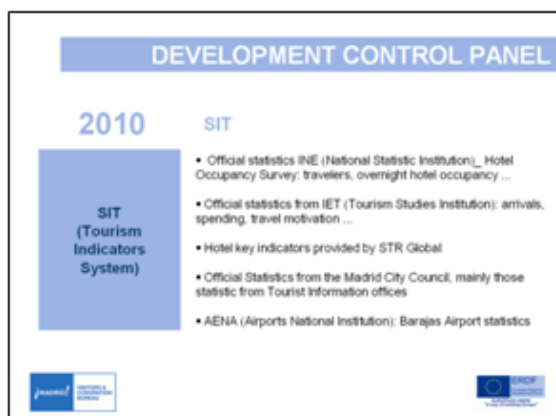 DEVELOPMENT CONTROL PANEL
2010
SIT
SIT
(Tourism
Indicators
System)
▪ Official statistics INE (National Statistic Institution)_ Hotel
Occupancy Survey: travelers, overnight hotel occupancy ...
▪ Official statistics from IET (Tourism Studies Institution): arrivals,
spending, travel motivation ...
▪ Hotel key indicators provided by STR Global
▪ Official Statistics from the Madrid City Council, mainly those
statistic from Tourist Information offices
▪ AENA (Airports National Institution): Barajas Airport statistics
¡MADRID!
VISITORS &
CONVENTION
BUREAU
ERDF